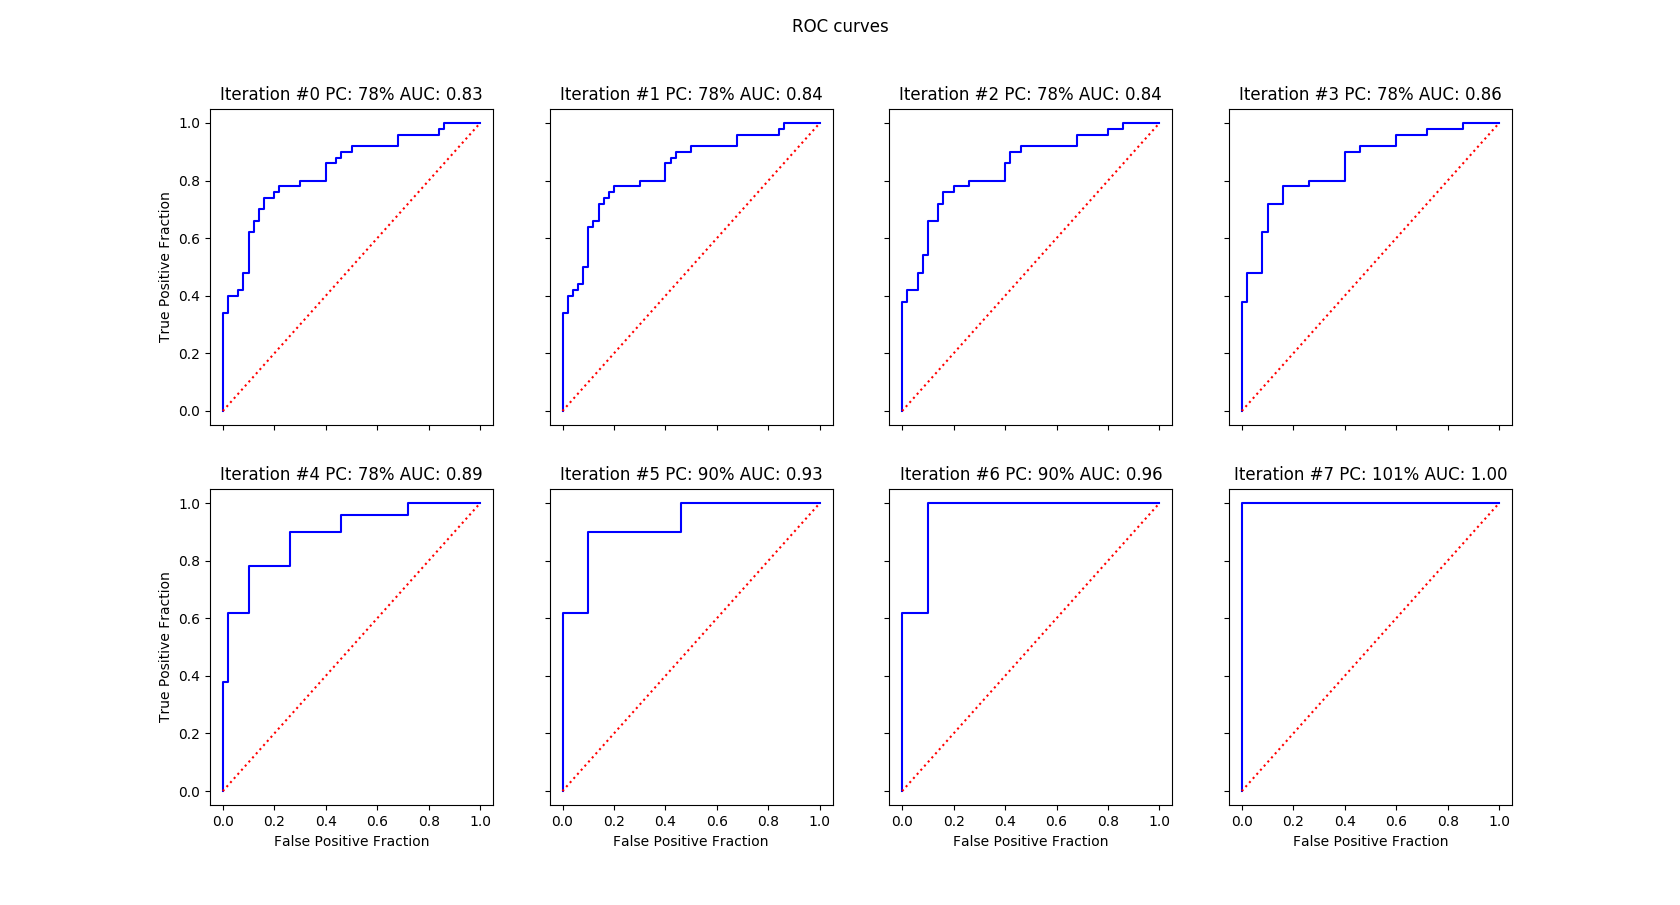 ROC curves
Iteration #0 PC: 78% AUC: 0.83
Iteration #1 PC: 78% AUC: 0.84
Iteration #2 PC: 78% AUC: 0.84
Iteration #3 PC: 78% AUC: 0.86
True Positive Fraction
1.0
0.8
0.6
0.4
0.2
0.0
Iteration #4 PC: 78% AUC: 0.89
Iteration #5 PC: 90% AUC: 0.93
Iteration #6 PC: 90% AUC: 0.96
Iteration #7 PC: 101% AUC: 1.00
True Positive Fraction
1.0
0.8
0.6
0.4
0.2
0.0
0.0 0.2 0.4 0.6 0.8 1.0
False Positive Fraction
0.0 0.2 0.4 0.6 0.8 1.0
False Positive Fraction
0.0 0.2 0.4 0.6 0.8 1.0
False Positive Fraction
0.0 0.2 0.4 0.6 0.8 1.0
False Positive Fraction